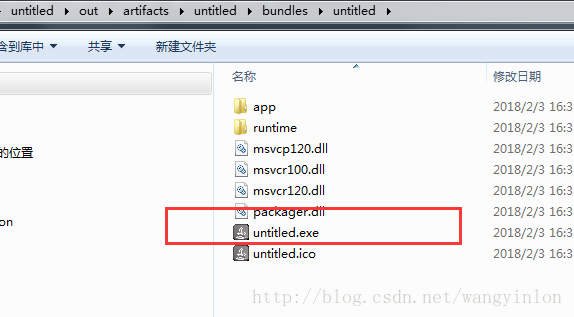 untitled ▸ out ▸ artifacts ▸ untitled ▸ bundles ▸ untitled ▸
含到库中 ▼ 共享 ▼ 新建文件夹
名称 修改日期
app 2018/2/3 16:3
runtime 2018/2/3 16:3
msvcp120.dll 2018/2/3 16:3
的位置
msvcr100.dll 2018/2/3 16:3
msvcr120.dll 2018/2/3 16:3
packager.dll 2018/2/3 16:3
on
untitled.exe 2018/2/3 16:3
untitled.ico 2018/2/3 16:3
http://blog.csdn.net/wangyinlon